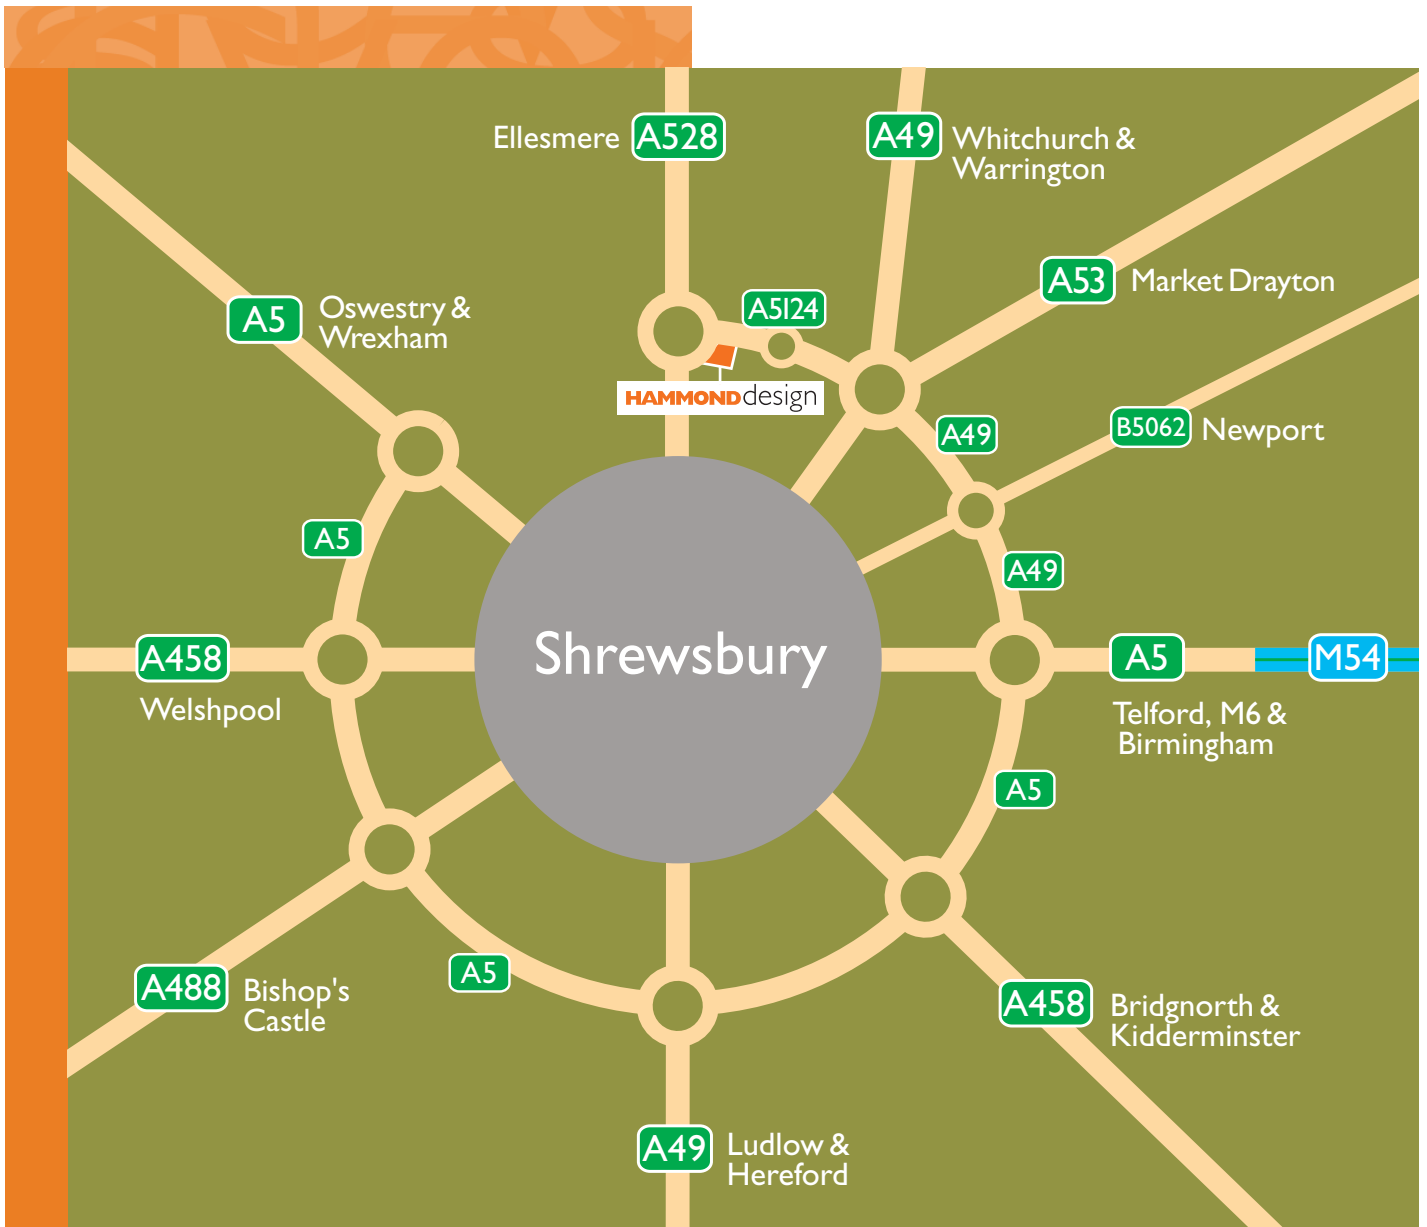 Ellesmere A528
A49 Whitchurch &
Warrington
A53 Market Drayton
A5 Oswestry &
Wrexham
A5124
HAMMONDdesign
A49
B5062 Newport
A5
A49
Shrewsbury
A458
Welshpool
A5 M54
Telford, M6 &
Birmingham
A5
A5
A488 Bishop's
Castle
A458 Bridgnorth &
Kidderminster
A49 Ludlow &
Hereford